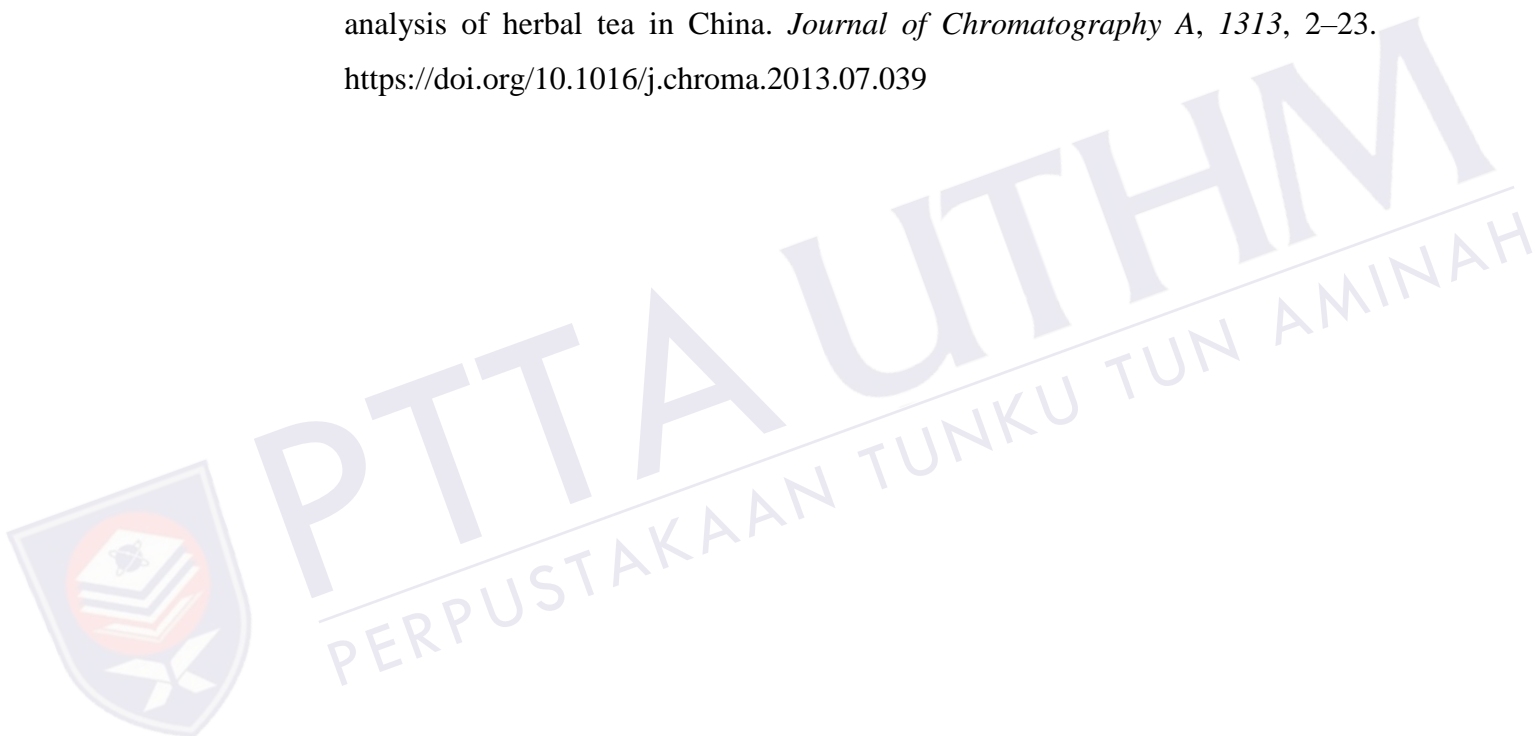 analysis of herbal tea in China. Journal of Chromatography A, 1313, 2–23.
https://doi.org/10.1016/j.chroma.2013.07.039
PTTA UTHM
PERPUSTAKAAN TUNKU TUN AMINAH